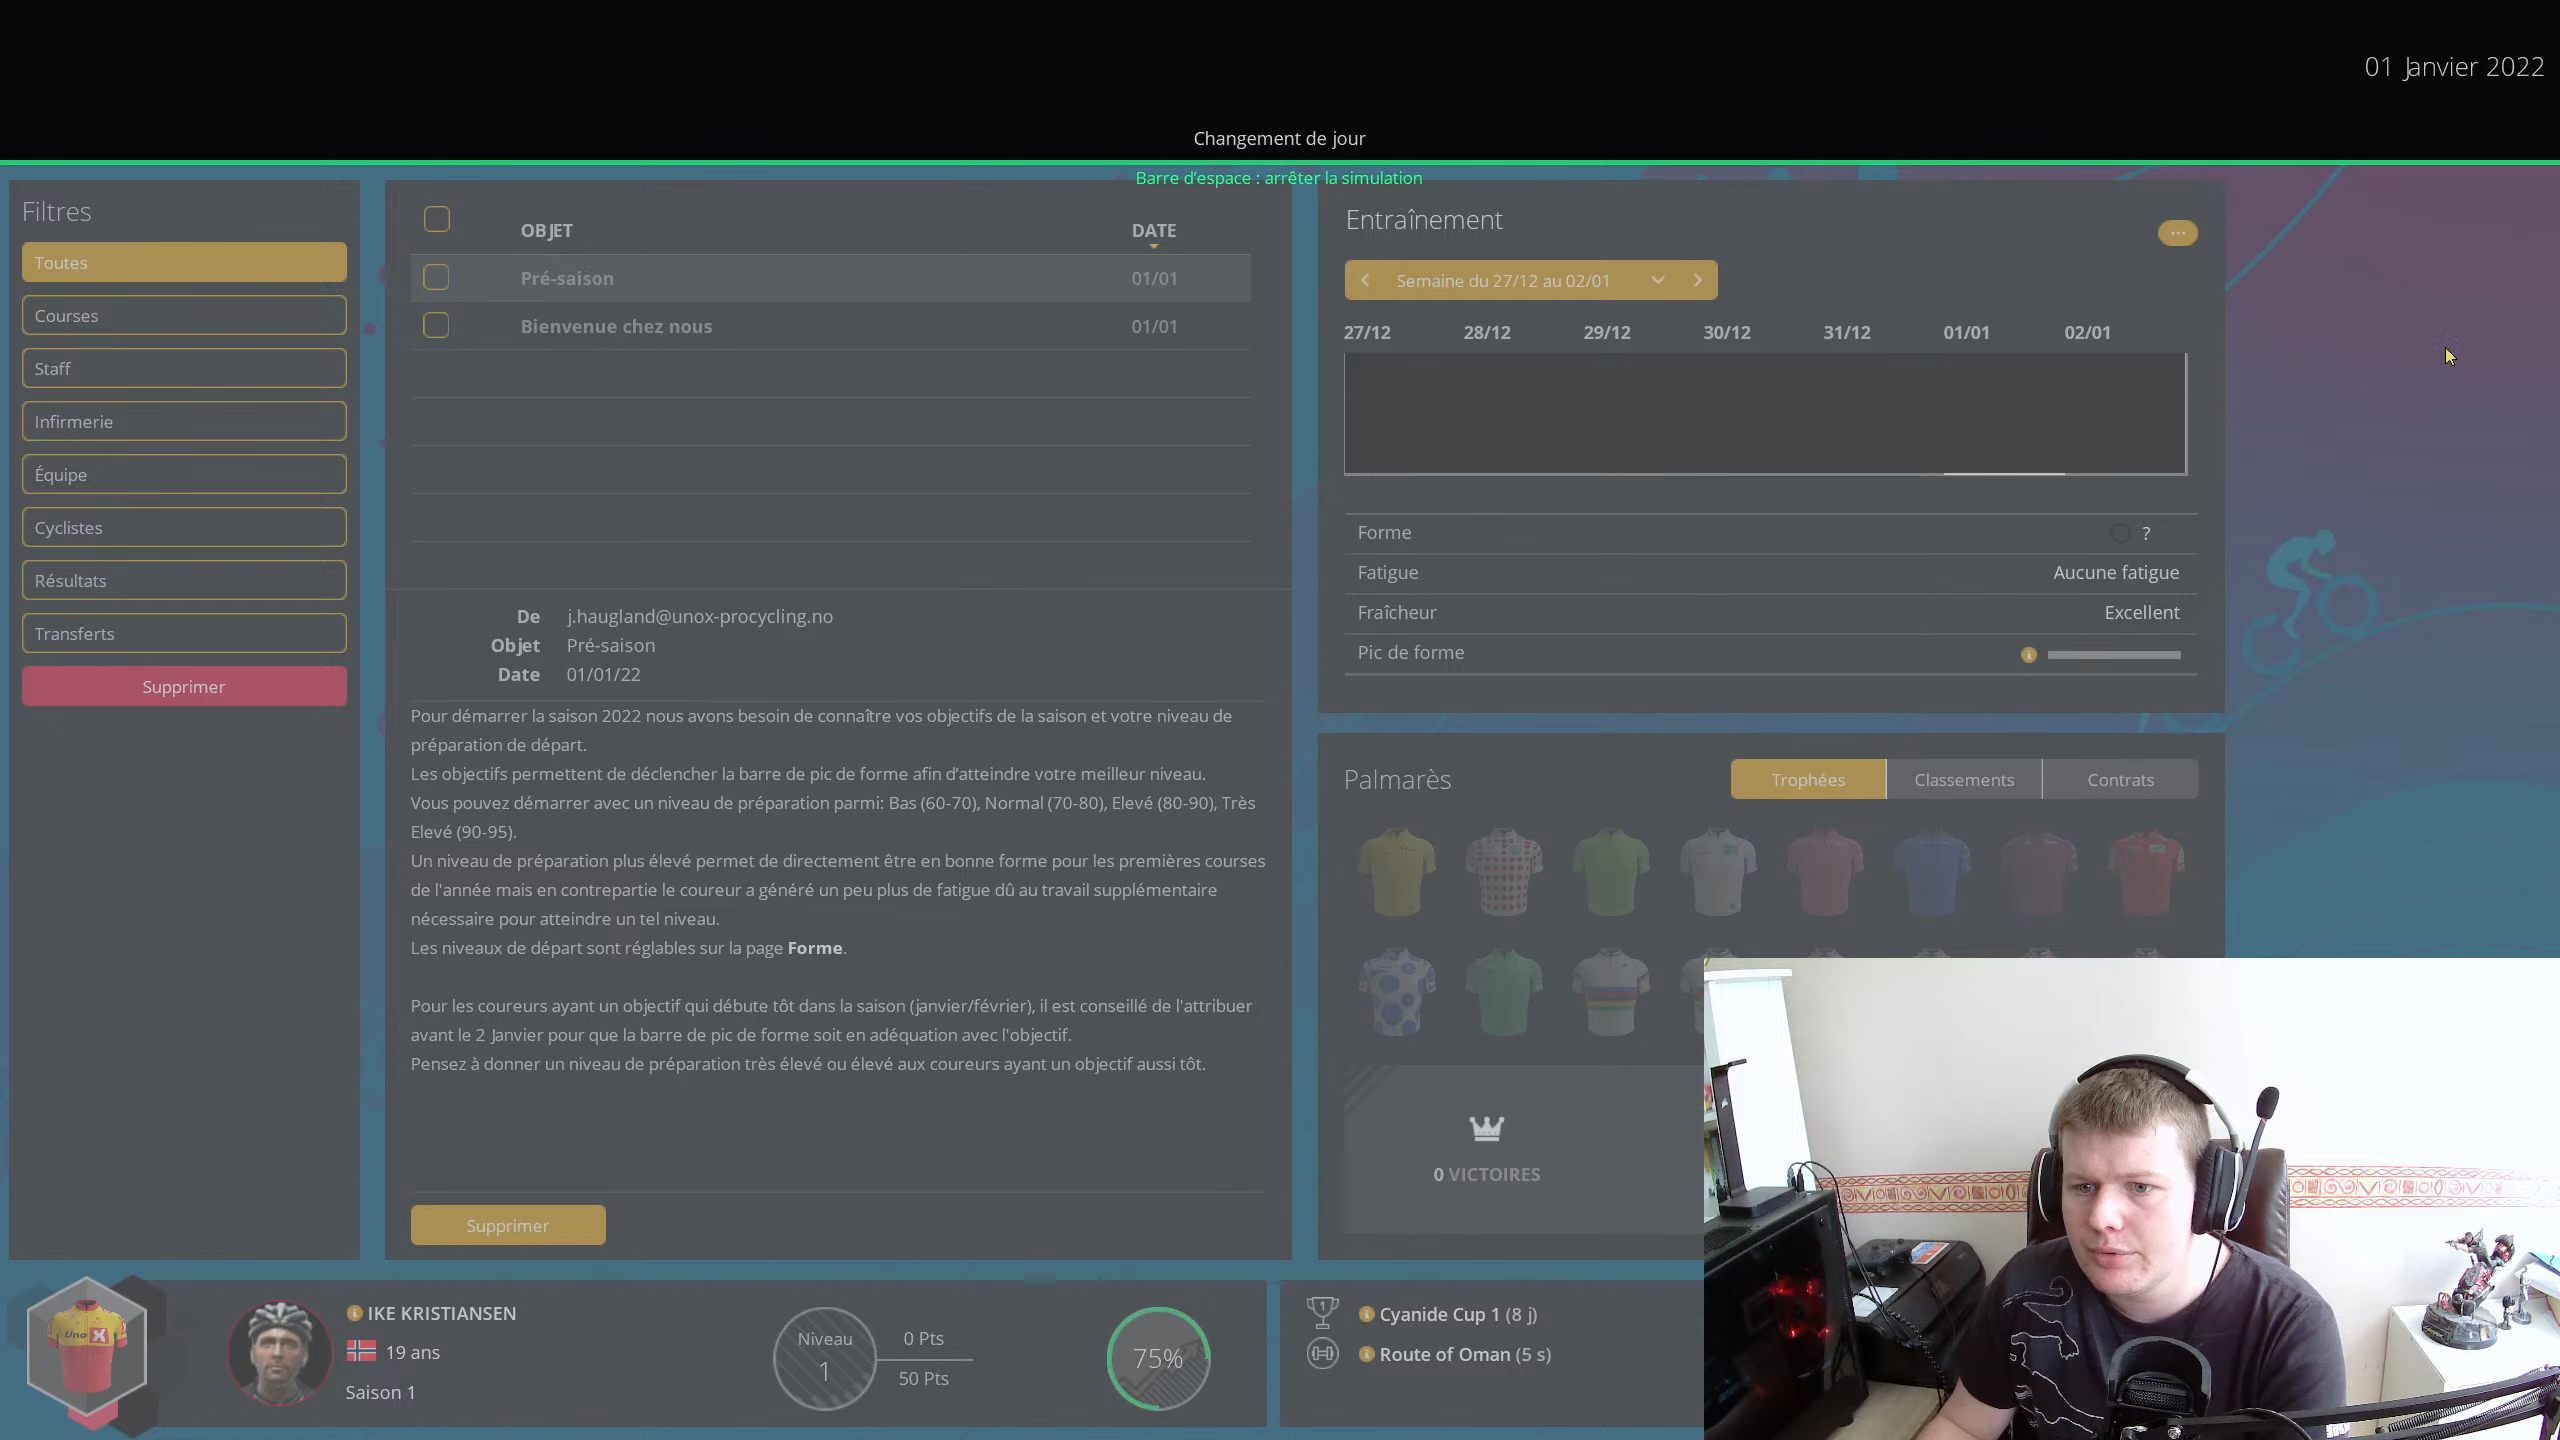 01 Janvier 2022
Changement de jour
Barre d'espace : arrêter la simulation
Filtres
Toutes
Courses
Staff
Infirmerie
Équipe
Cyclistes
Résultats
Transferts
Supprimer
OBJET DATE
Pré-saison 01/01
Bienvenue chez nous 01/01
De j.haugland@unox-procycling.no
Objet Pré-saison
Date 01/01/22
Pour démarrer la saison 2022 nous avons besoin de connaître vos objectifs de la saison et votre niveau de
préparation de départ.
Les objectifs permettent de déclencher la barre de pic de forme afin d'atteindre votre meilleur niveau.
Vous pouvez démarrer avec un niveau de préparation parmi: Bas (60-70), Normal (70-80), Elevé (80-90), Très
Elevé (90-95).
Un niveau de préparation plus élevé permet de directement être en bonne forme pour les premières courses
de l'année mais en contrepartie le coureur a généré un peu plus de fatigue dû au travail supplémentaire
nécessaire pour atteindre un tel niveau.
Les niveaux de départ sont réglables sur la page Forme.
Pour les coureurs ayant un objectif qui débute tôt dans la saison (janvier/février), il est conseillé de l'attribuer
avant le 2 Janvier pour que la barre de pic de forme soit en adéquation avec l'objectif.
Pensez à donner un niveau de préparation très élevé ou élevé aux coureurs ayant un objectif aussi tôt.
Supprimer
Entraînement
...
Semaine du 27/12 au 02/01
27/12 28/12 29/12 30/12 31/12 01/01 02/01
Forme ?
Fatigue Aucune fatigue
Fraîcheur Excellent
Pic de forme
Palmarès
Trophées Classements Contrats
0 VICTOIRES
Uno X
IKE KRISTIANSEN
19 ans
Saison 1
Niveau
1
0 Pts
50 Pts
75%
1
Cyanide Cup 1 (8 j)
Route of Oman (5 s)